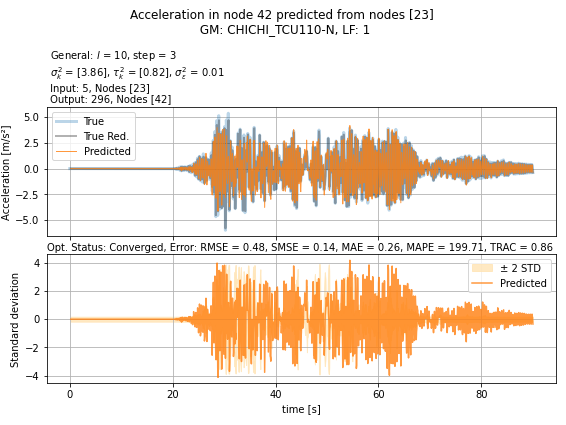 Acceleration in node 42 predicted from nodes [23]
GM: CHICHI_TCU110-N, LF: 1
General: l = 10, step = 3
σ²ₖ = [3.86], τ²ₖ = [0.82], σ²ε = 0.01
Input: 5, Nodes [23]
Output: 296, Nodes [42]
5.0
2.5
0.0
−2.5
−5.0
Acceleration [m/s²]
True
True Red.
Predicted
Opt. Status: Converged, Error: RMSE = 0.48, SMSE = 0.14, MAE = 0.26, MAPE = 199.71, TRAC = 0.86
4
2
0
−2
−4
Standard deviation
± 2 STD
Predicted
0 20 40 60 80
time [s]